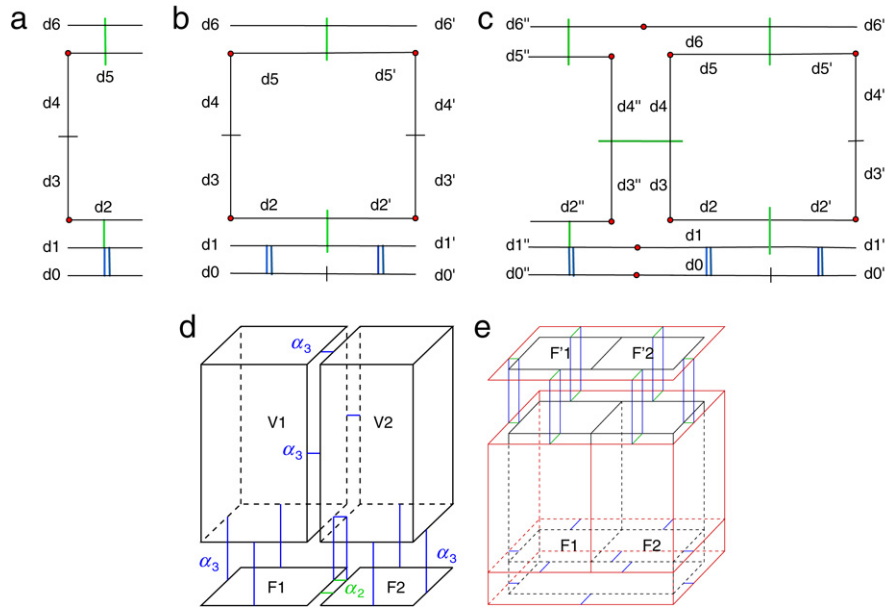 a
d6
d5
d4
d3
d2
d1
d0
b
d6
d6'
d5
d5'
d4
d4'
d3
d3'
d2
d2'
d1
d1'
d0
d0'
c
d6"
d6'
d5"
d6
d5
d5'
d4"
d4
d4'
d3"
d3
d3'
d2"
d2
d2'
d1"
d1
d1'
d0"
d0
d0'
d
α3
V1
V2
α3
α3
F1
F2
α3
α2
e
F'1
F'2
F1
F2